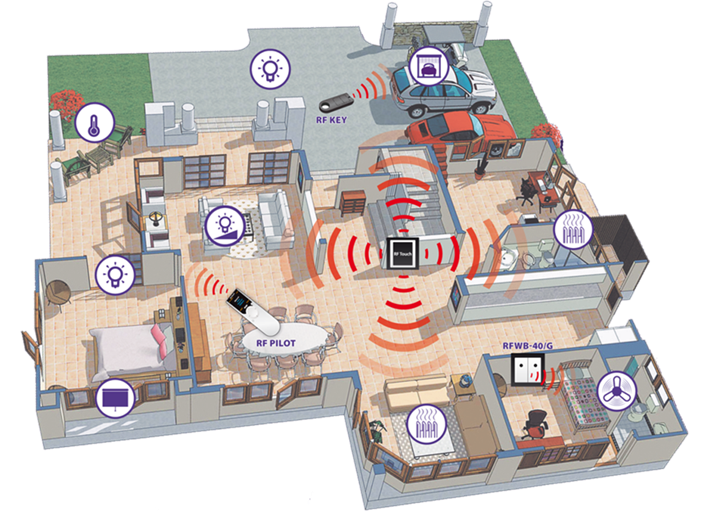 RF KEY
RF Touch
RF PILOT
RFWB-40/G